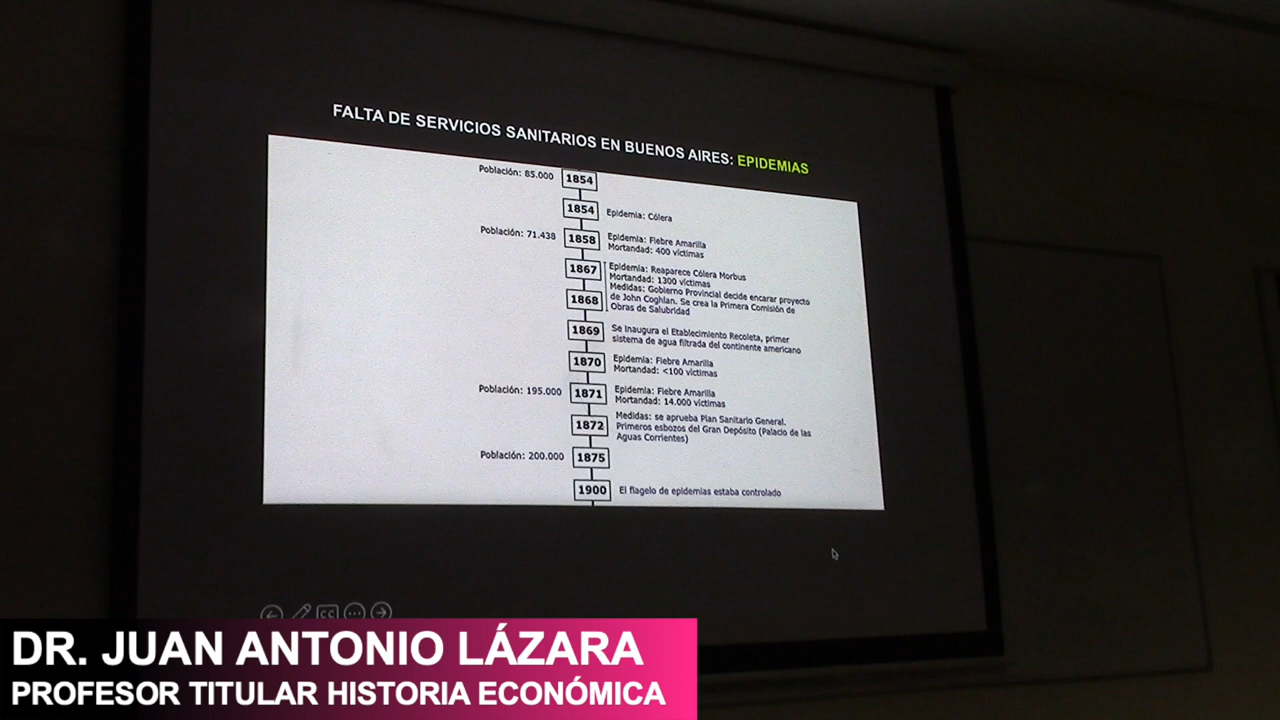 FALTA DE SERVICIOS SANITARIOS EN BUENOS AIRES: EPIDEMIAS
Población: 85.000 1854
1854 Epidemia: Cólera
Población: 71.438 1858 Epidemia: Fiebre Amarilla
Mortandad: 400 víctimas
1867 Epidemia: Reaparece Cólera Morbus
Mortandad: 1300 víctimas
Medidas: Gobierno Provincial decide encarar proyecto
1868 de John Coghlan. Se crea la Primera Comisión de
Obras de Salubridad
1869 Se inaugura el Etablecimiento Recoleta, primer
sistema de agua filtrada del continente americano
1870 Epidemia: Fiebre Amarilla
Mortandad: <100 víctimas
Población: 195.000 1871 Epidemia: Fiebre Amarilla
Mortandad: 14.000 víctimas
1872 Medidas: se aprueba Plan Sanitario General.
Primeros esbozos del Gran Depósito (Palacio de las
Aguas Corrientes)
Población: 200.000 1875
1900 El flagelo de epidemias estaba controlado
CC
DR. JUAN ANTONIO LÁZARA
PROFESOR TITULAR HISTORIA ECONÓMICA